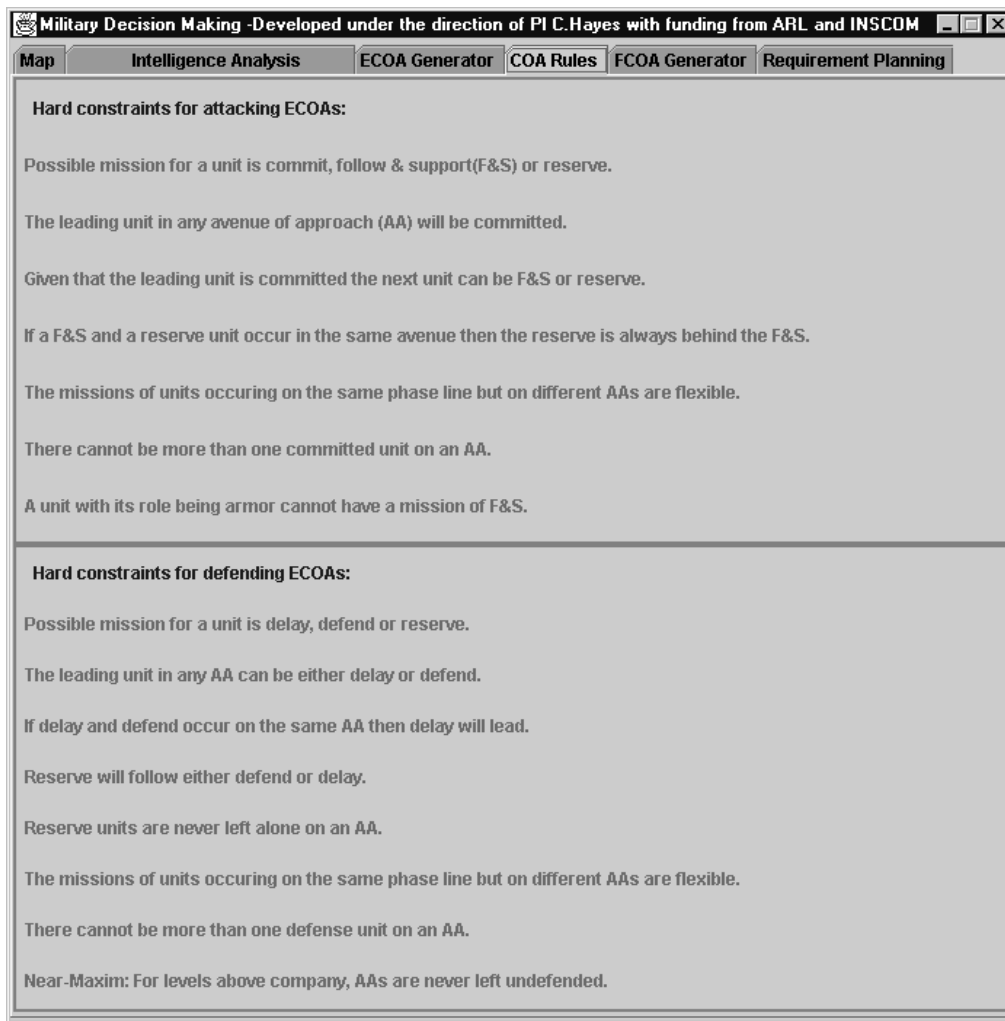 Military Decision Making -Developed under the direction of PI C.Hayes with funding from ARL and INSCOM
Map Intelligence Analysis ECOA Generator COA Rules FCOA Generator Requirement Planning
Hard constraints for attacking ECOAs:
Possible mission for a unit is commit, follow & support(F&S) or reserve.
The leading unit in any avenue of approach (AA) will be committed.
Given that the leading unit is committed the next unit can be F&S or reserve.
If a F&S and a reserve unit occur in the same avenue then the reserve is always behind the F&S.
The missions of units occuring on the same phase line but on different AAs are flexible.
There cannot be more than one committed unit on an AA.
A unit with its role being armor cannot have a mission of F&S.
Hard constraints for defending ECOAs:
Possible mission for a unit is delay, defend or reserve.
The leading unit in any AA can be either delay or defend.
If delay and defend occur on the same AA then delay will lead.
Reserve will follow either defend or delay.
Reserve units are never left alone on an AA.
The missions of units occuring on the same phase line but on different AAs are flexible.
There cannot be more than one defense unit on an AA.
Near-Maxim: For levels above company, AAs are never left undefended.